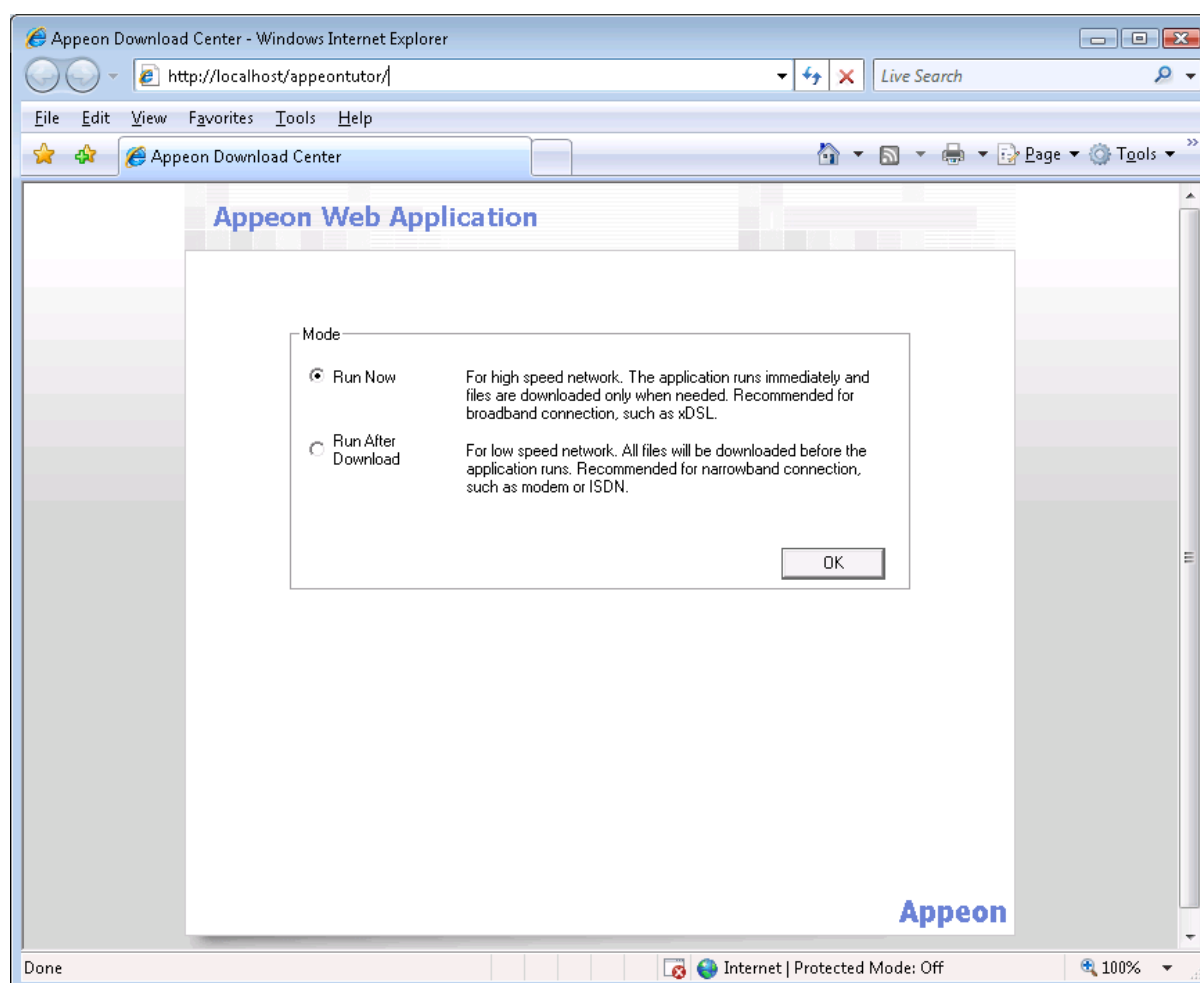 Appeon Download Center - Windows Internet Explorer
http://localhost/appeontutor/
Live Search
File Edit View Favorites Tools Help
Appeon Download Center
Page Tools
Appeon Web Application
Mode
Run Now
For high speed network. The application runs immediately and
files are downloaded only when needed. Recommended for
broadband connection, such as xDSL.
Run After
Download
For low speed network. All files will be downloaded before the
application runs. Recommended for narrowband connection,
such as modem or ISDN.
OK
Appeon
Done
Internet | Protected Mode: Off
100%